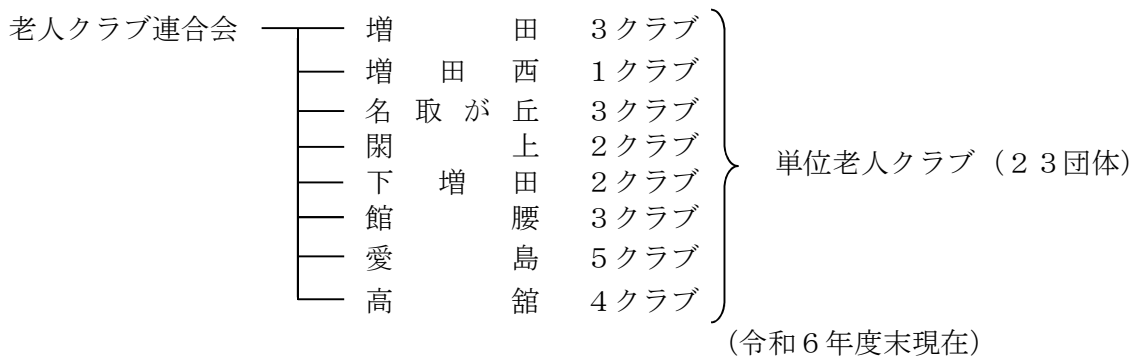 老人クラブ連合会 増田 3クラブ
増田西 1クラブ
名取が丘 3クラブ
閖上 2クラブ
下増田 2クラブ
館腰 3クラブ
愛島 5クラブ
高舘 4クラブ
単位老人クラブ(23団体)
(令和6年度末現在)